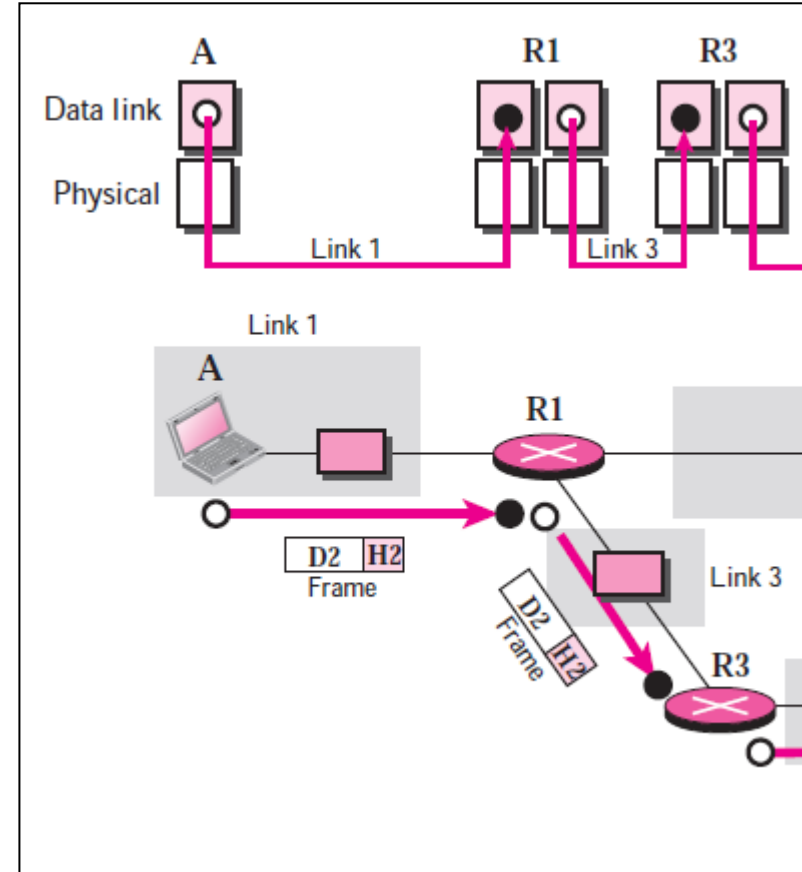 A R1 R3
Data link
Physical
Link 1 Link 3
Link 1
A
R1
D2 H2
Frame
Link 3
D2 H2
Frame
R3